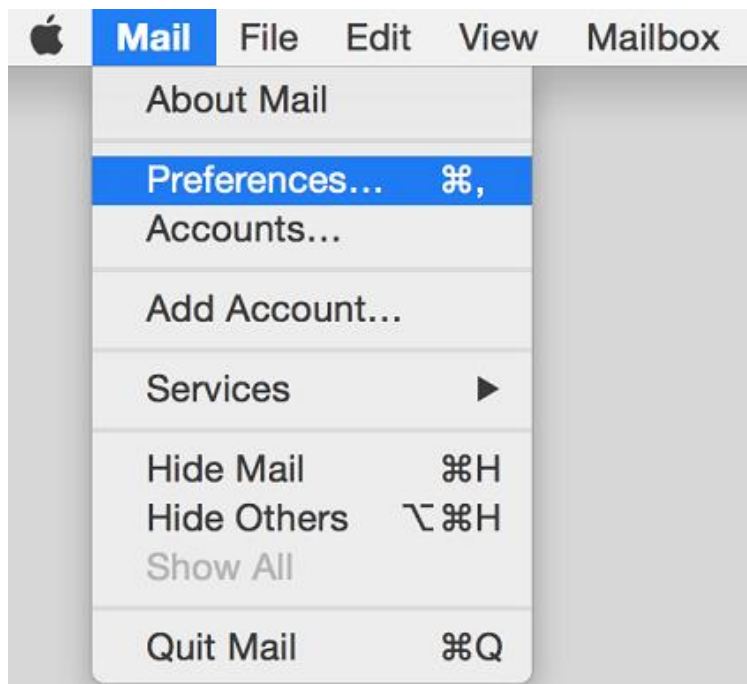 Mail File Edit View Mailbox
About Mail
Preferences... ⌘,
Accounts...
Add Account...
Services ▶
Hide Mail ⌘H
Hide Others ⌥⌘H
Show All
Quit Mail ⌘Q